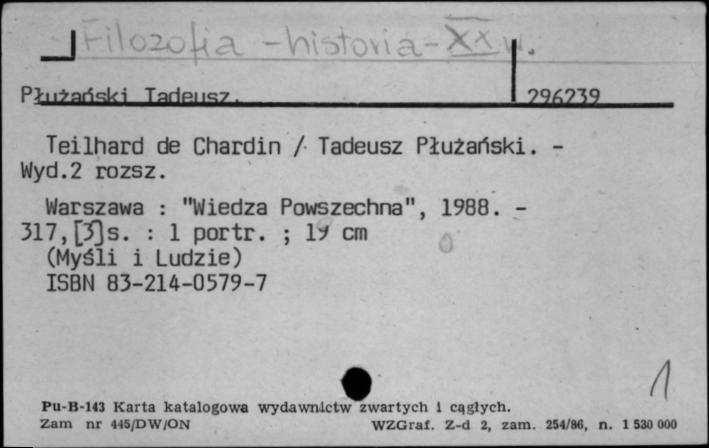 Filozofia - historia - XX w.
Płużański Tadeusz. 296239
Teilhard de Chardin / Tadeusz Płużański. -
Wyd.2 rozsz.
Warszawa : "Wiedza Powszechna", 1988. -
317,[3]s. : 1 portr. ; 19 cm
(Myśli i Ludzie)
ISBN 83-214-0579-7
1
Pu-B-143 Karta katalogowa wydawnictw zwartych i ciągłych.
Zam nr 445/DW/ON WZGraf. Z-d 2, zam. 254/86, n. 1 530 000